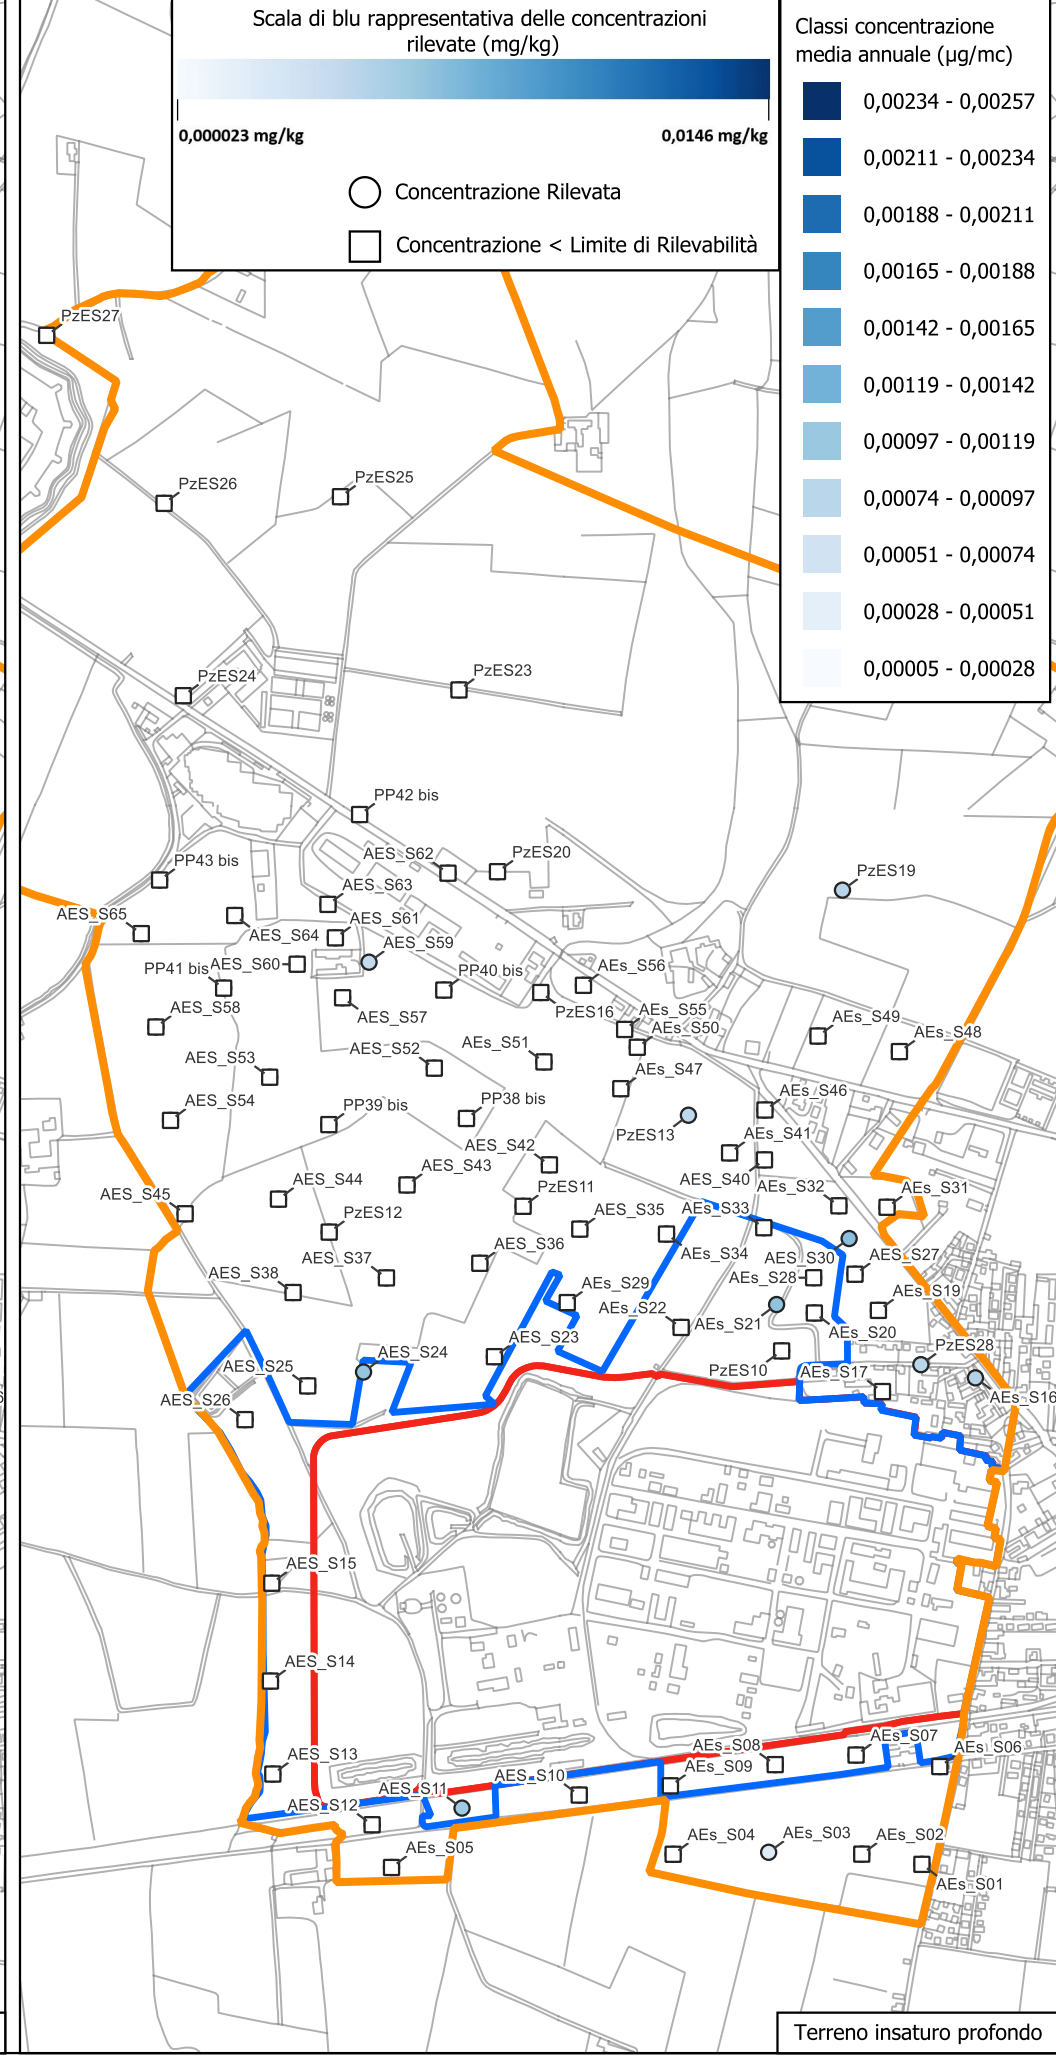 Scala di blu rappresentativa delle concentrazioni
rilevate (mg/kg)
0,000023 mg/kg
0,0146 mg/kg
Concentrazione Rilevata
Concentrazione < Limite di Rilevabilità
Classi concentrazione
media annuale (µg/mc)
0,00234 - 0,00257
0,00211 - 0,00234
0,00188 - 0,00211
0,00165 - 0,00188
0,00142 - 0,00165
0,00119 - 0,00142
0,00097 - 0,00119
0,00074 - 0,00097
0,00051 - 0,00074
0,00028 - 0,00051
0,00005 - 0,00028
PzES27
PzES26
PzES25
PzES24
PzES23
PP42 bis
AES_S62
PzES20
PP43 bis
PzES19
AES_S63
AES_S65
AES_S61
AES_S64
AES_S59
PP41 bis
AES_S60
PP40 bis
AEs_S56
AES_S58
AES_S57
PzES16
AEs_S55
AEs_S50
AEs_S49
AEs_S48
AES_S53
AES_S52
AEs_S51
AEs_S47
AES_S54
PP39 bis
PP38 bis
PzES13
AEs_S46
AEs_S41
AES_S42
AES_S43
AES_S40
AES_S45
AES_S44
PzES11
AEs_S32
AEs_S31
PzES12
AES_S35
AEs_S33
AES_S37
AES_S36
AEs_S34
AES_S30
AEs_S27
AES_S38
AEs_S29
AEs_S28
AEs_S19
AEs_S22
AEs_S21
AEs_S20
AES_S25
AES_S24
AES_S23
PzES10
PzES28
AES_S26
AEs_S17
AEs_S16
AES_S15
AES_S14
AES_S13
AEs_S08
AEs_S07
AEs_S06
AES_S12
AES_S11
AES_S10
AEs_S09
AEs_S05
AEs_S04
AEs_S03
AEs_S02
AEs_S01
Terreno insaturo profondo